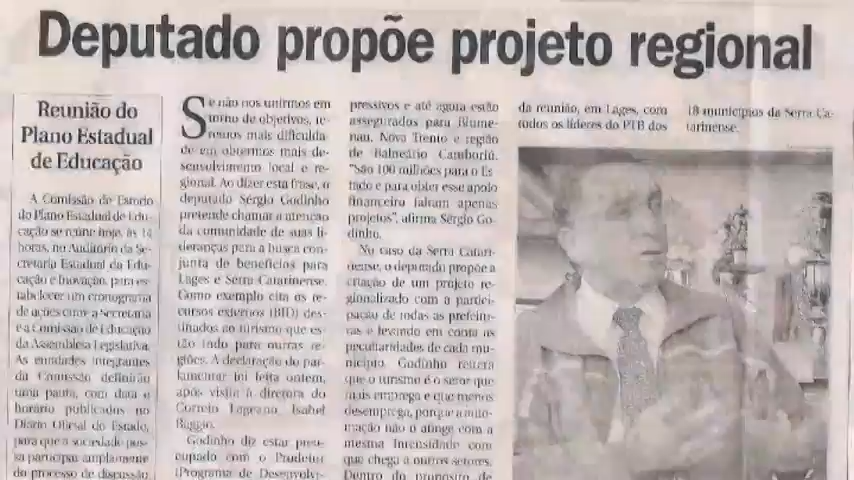 Deputado propõe projeto regional
Reunião do
Plano Estadual
de Educação
A Comissão de Estudo
do Plano Estadual de Edu-
cação se reúne hoje, às 14
horas, no Auditório da Se-
cretaria Estadual da Edu-
cação e Inovação, para es-
tabelecer um cronograma
de ações entre a Secretaria
e a Comissão de Educação
da Assembleia Legislativa.
As entidades integrantes
da Comissão definirão
uma pauta, com data e
horário publicados no
Diário Oficial do Estado,
para que a sociedade pos-
sa participar amplamente
do processo de discussão
Se não nos unirmos em
torno de objetivos, te-
remos mais dificulda-
de em obtermos mais de-
senvolvimento local e re-
gional. Ao dizer esta frase, o
deputado Sérgio Godinho
pretende chamar a atenção
da comunidade de suas li-
deranças para a busca con-
junta de benefícios para
Lages e Serra Catarinense.
Como exemplo cita os re-
cursos externos (BID) des-
tinados ao turismo que es-
tão indo para outras re-
giões. A declaração do par-
lamentar foi feita ontem,
após visita à diretora do
Correio Lageano, Isabel
Baggio.
Godinho diz estar preo-
cupado com o Prodetur
(Programa de Desenvolvi-
pressivos e até agora estão
assegurados para Blume-
nau, Nova Trento e região
de Balneário Camboriú.
"São 100 milhões para o Es-
tado e para obter esse apoio
financeiro faltam apenas
projetos", afirma Sérgio Go-
dinho.
No caso da Serra Catari-
nense, o deputado propõe a
criação de um projeto re-
gionalizado com a partici-
pação de todas as prefeitu-
ras e levando em conta as
peculiaridades de cada mu-
nicípio. Godinho reitera
que o turismo é o setor que
mais emprega e que menos
desemprega, porque a auto-
mação não o atinge com a
mesma intensidade com
que chega a outros setores.
Dentro do propósito de
da reunião, em Lages, com
todos os líderes do PTB dos
18 municípios da Serra Ca-
tarinense.